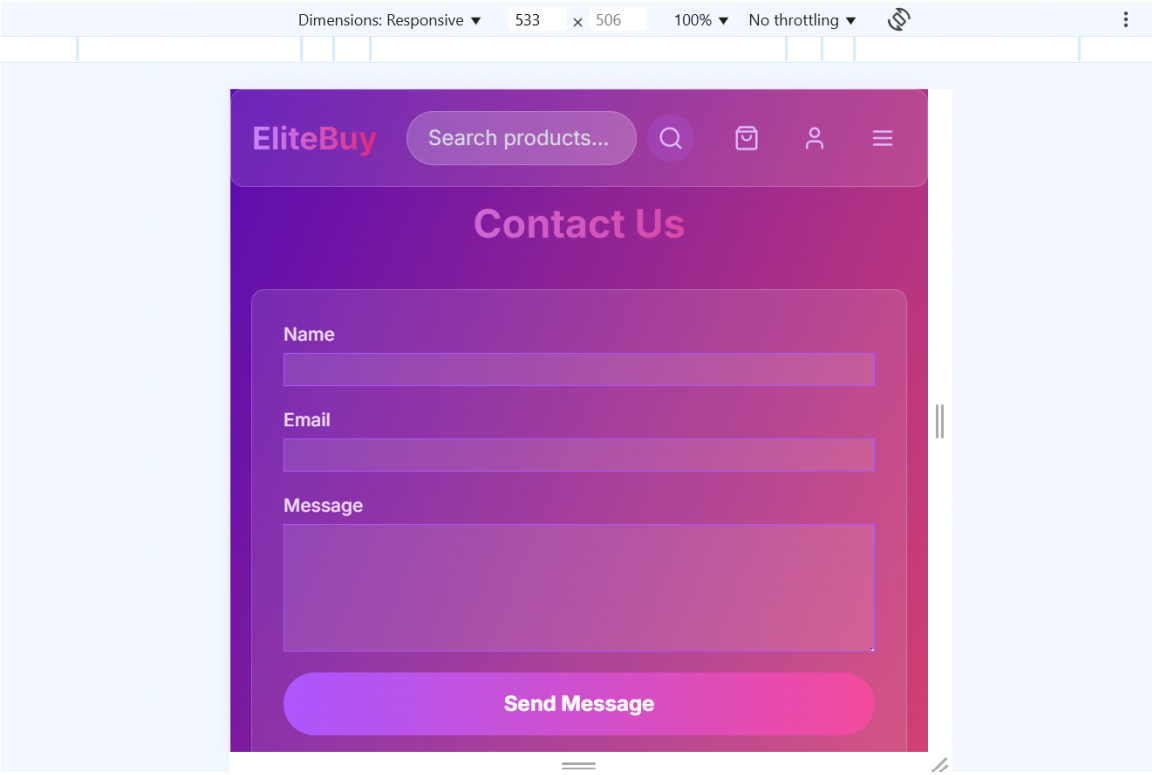 Dimensions: Responsive ▼ 533 × 506 100% ▼ No throttling ▼
EliteBuy Search products...
Contact Us
Name
Email
Message
Send Message